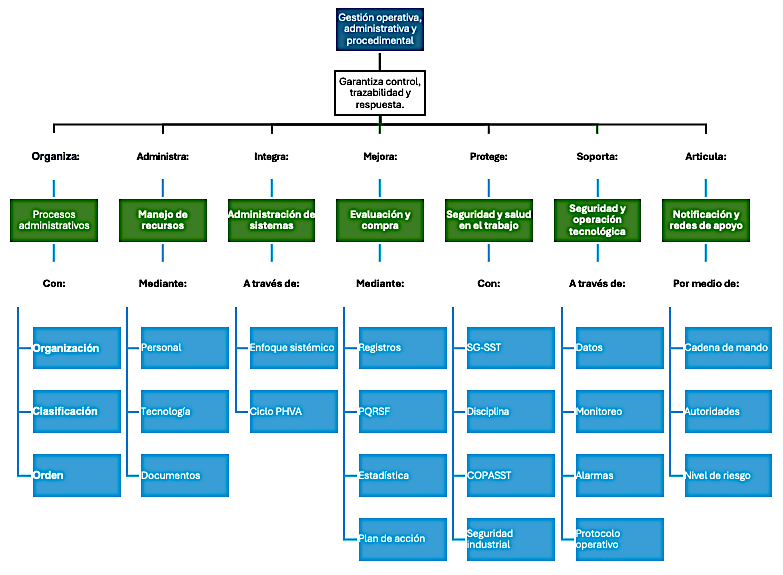 Gestión operativa,
administrativa y
procedimental
Garantiza control,
trazabilidad y
respuesta.
Organiza:
Administra:
Integra:
Mejora:
Protege:
Soporta:
Articula:
Procesos
administrativos
Manejo de
recursos
Administración de
sistemas
Evaluación y
compra
Seguridad y salud
en el trabajo
Seguridad y
operación
tecnológica
Notificación y
redes de apoyo
Con:
Mediante:
A través de:
Mediante:
Con:
A través de:
Por medio de:
Organización
Personal
Enfoque sistémico
Registros
SG-SST
Datos
Cadena de mando
Clasificación
Tecnología
Ciclo PHVA
PQRSF
Disciplina
Monitoreo
Autoridades
Orden
Documentos
Estadística
COPASST
Alarmas
Nivel de riesgo
Plan de acción
Seguridad
industrial
Protocolo
operativo